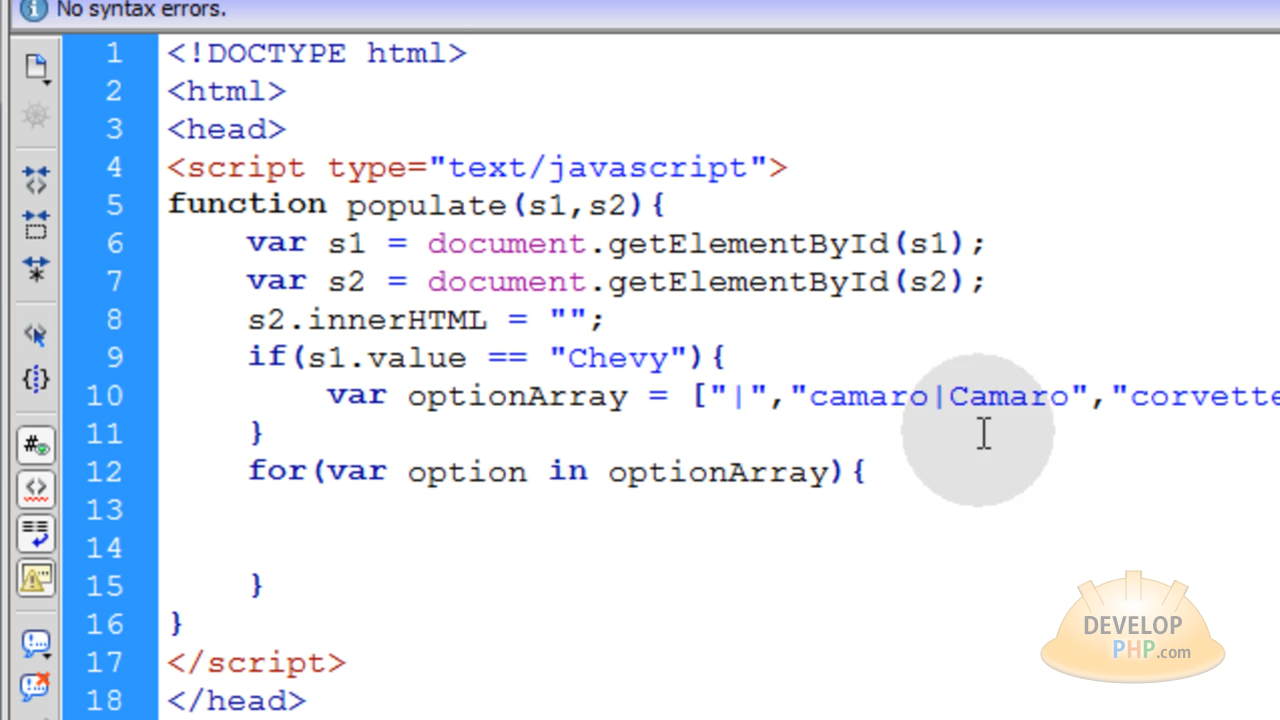 No syntax errors.
1 <!DOCTYPE html>
2 <html>
3 <head>
4 <script type="text/javascript">
5 function populate(s1,s2){
6 var s1 = document.getElementById(s1);
7 var s2 = document.getElementById(s2);
8 s2.innerHTML = "";
9 if(s1.value == "Chevy"){
10 var optionArray = ["|","camaro|Camaro","corvette
11 }
12 for(var option in optionArray){
13
14
15 }
16 }
17 </script>
18 </head>
DEVELOP
PHP.com